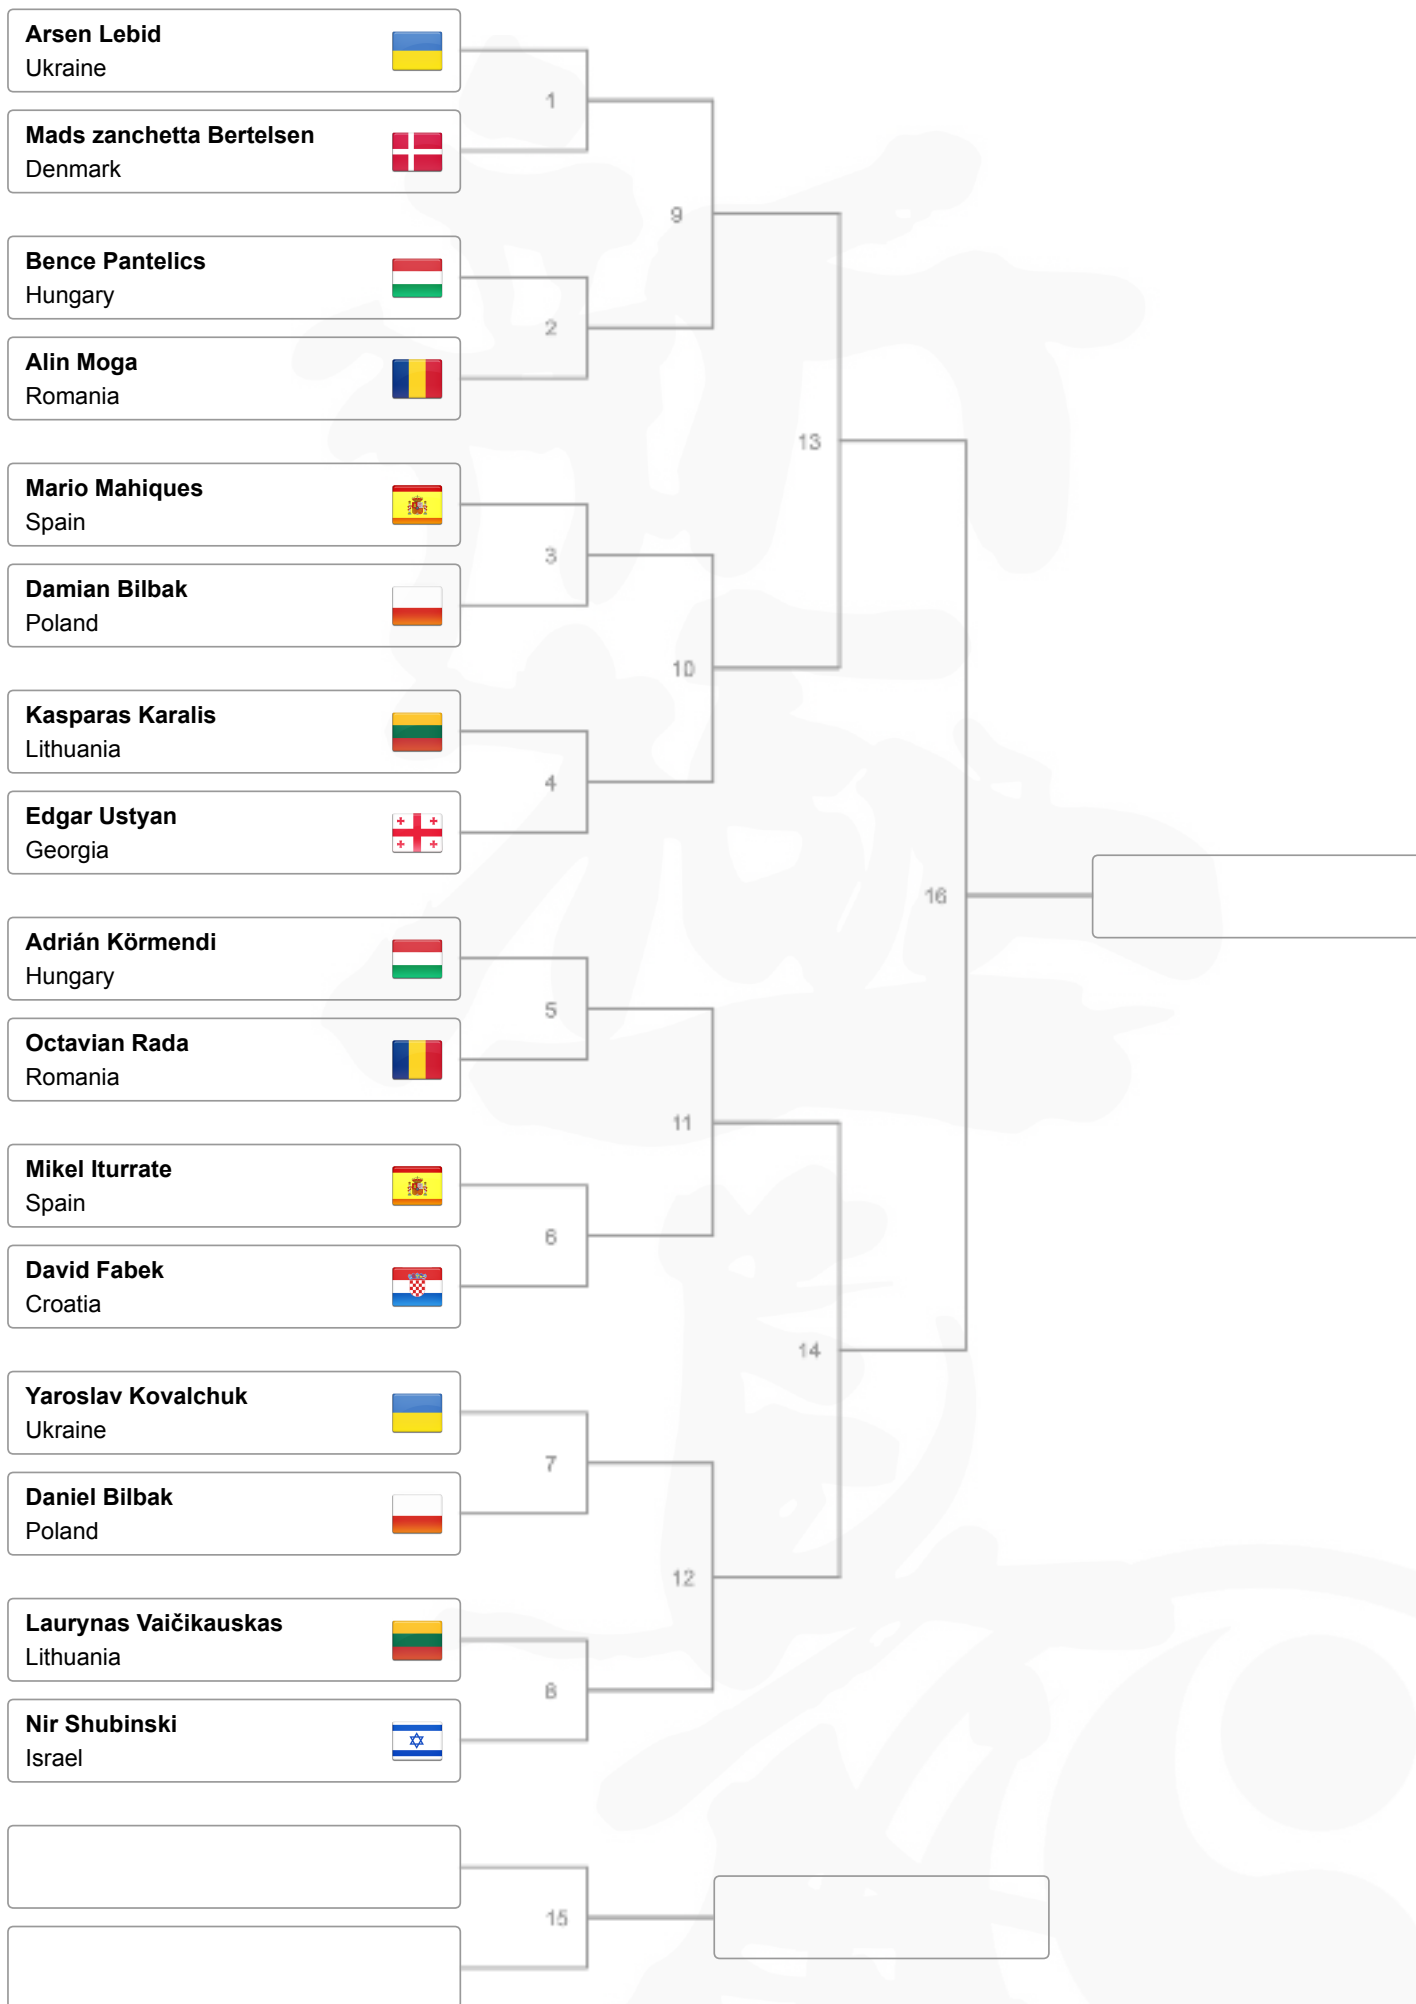 Arsen Lebid
Ukraine
1
Mads zanchetta Bertelsen
Denmark
9
Bence Pantelics
Hungary
2
Alin Moga
Romania
13
Mario Mahiques
Spain
3
Damian Bilbak
Poland
10
Kasparas Karalis
Lithuania
4
Edgar Ustyan
Georgia
16
Adrián Körmendi
Hungary
5
Octavian Rada
Romania
11
Mikel Iturrate
Spain
6
David Fabek
Croatia
14
Yaroslav Kovalchuk
Ukraine
7
Daniel Bilbak
Poland
12
Laurynas Vaičikauskas
Lithuania
8
Nir Shubinski
Israel
15